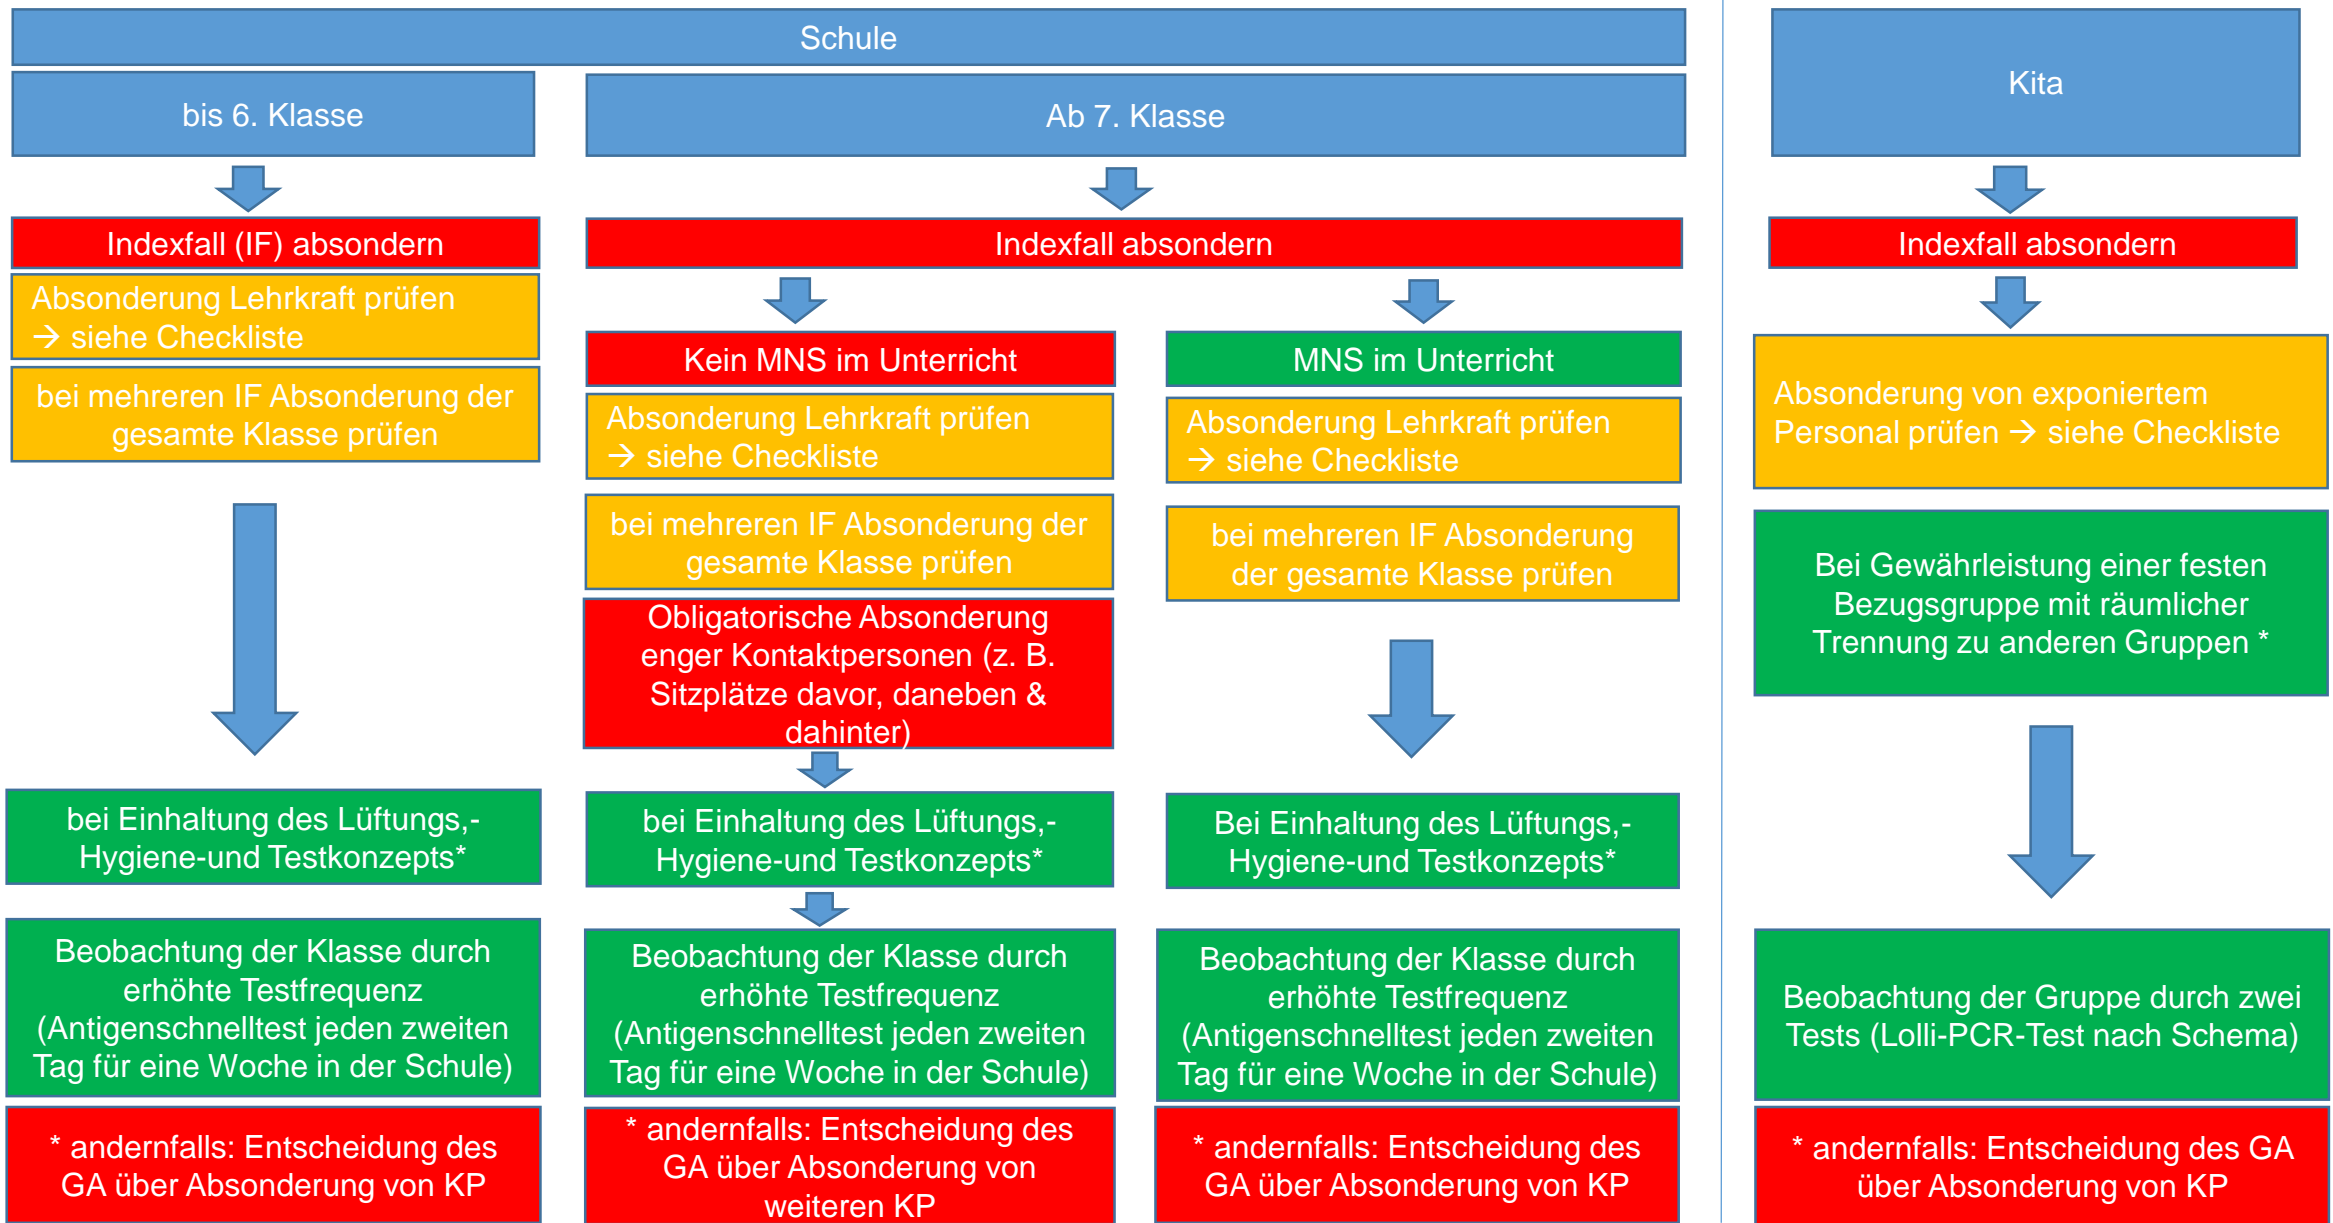 Schule
bis 6. Klasse
Indexfall (IF) absondern
Absonderung Lehrkraft prüfen
→ siehe Checkliste
bei mehreren IF Absonderung der
gesamte Klasse prüfen
bei Einhaltung des Lüftungs,-
Hygiene-und Testkonzepts*
Beobachtung der Klasse durch
erhöhte Testfrequenz
(Antigenschnelltest jeden zweiten
Tag für eine Woche in der Schule)
* andernfalls: Entscheidung des
GA über Absonderung von KP
Ab 7. Klasse
Indexfall absondern
Kein MNS im Unterricht
Absonderung Lehrkraft prüfen
→ siehe Checkliste
bei mehreren IF Absonderung der
gesamte Klasse prüfen
Obligatorische Absonderung
enger Kontaktpersonen (z. B.
Sitzplätze davor, daneben &
dahinter)
bei Einhaltung des Lüftungs,-
Hygiene-und Testkonzepts*
Beobachtung der Klasse durch
erhöhte Testfrequenz
(Antigenschnelltest jeden zweiten
Tag für eine Woche in der Schule)
* andernfalls: Entscheidung des
GA über Absonderung von
weiteren KP
MNS im Unterricht
Absonderung Lehrkraft prüfen
→ siehe Checkliste
bei mehreren IF Absonderung
der gesamte Klasse prüfen
Bei Einhaltung des Lüftungs,-
Hygiene-und Testkonzepts*
Beobachtung der Klasse durch
erhöhte Testfrequenz
(Antigenschnelltest jeden zweiten
Tag für eine Woche in der Schule)
* andernfalls: Entscheidung des
GA über Absonderung von KP
Kita
Indexfall absondern
Absonderung von exponiertem
Personal prüfen → siehe Checkliste
Bei Gewährleistung einer festen
Bezugsgruppe mit räumlicher
Trennung zu anderen Gruppen *
Beobachtung der Gruppe durch zwei
Tests (Lolli-PCR-Test nach Schema)
* andernfalls: Entscheidung des GA
über Absonderung von KP